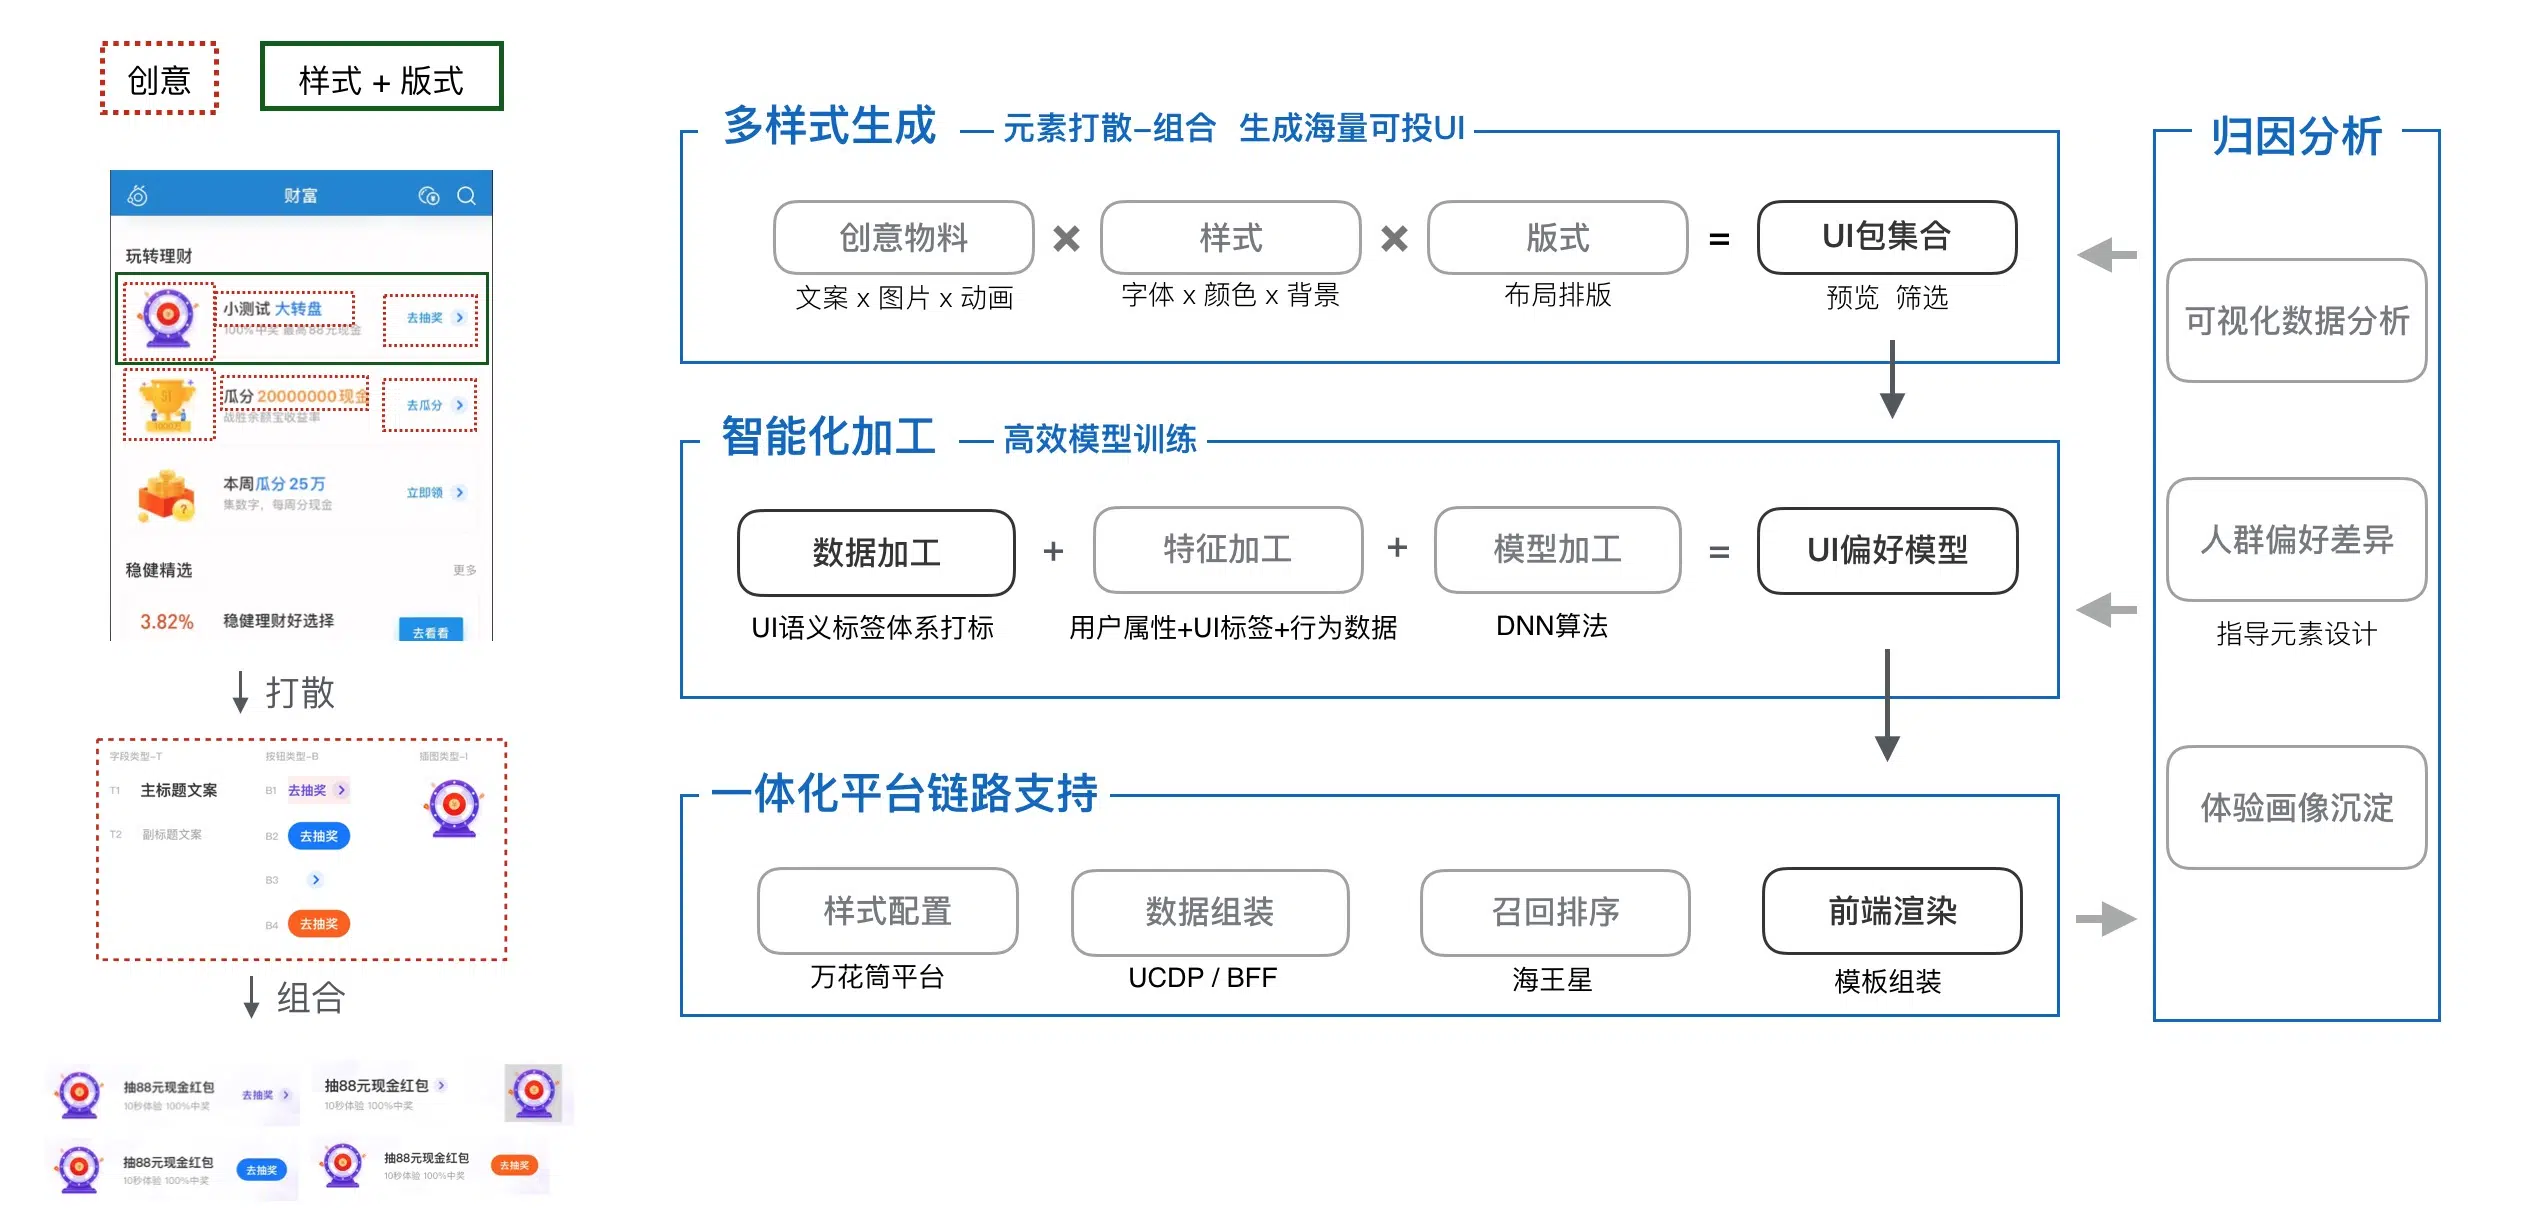 创意
样式 + 版式
财富
玩转理财
小测试 大转盘
100%中奖 最高88元现金
去抽奖
瓜分 20000000 现金
战胜余额宝收益率
去瓜分
51
1000万
本周瓜分25万
集数字，每周分现金
立即领
稳健精选
更多
3.82%
稳健理财好选择
去看看
打散
字段类型-T
按钮类型-B
插图类型-I
T1 主标题文案
B1 去抽奖
T2 副标题文案
B2 去抽奖
B3
B4 去抽奖
组合
抽88元现金红包
10秒体验 100%中奖
去抽奖
抽88元现金红包
10秒体验 100%中奖
抽88元现金红包
10秒体验 100%中奖
去抽奖
抽88元现金红包
10秒体验 100%中奖
去抽奖
多样式生成 — 元素打散-组合 生成海量可投UI
创意物料 × 样式 × 版式 = UI包集合
文案 x 图片 x 动画
字体 x 颜色 x 背景
布局排版
预览 筛选
智能化加工 — 高效模型训练
数据加工 + 特征加工 + 模型加工 = UI偏好模型
UI语义标签体系打标
用户属性+UI标签+行为数据
DNN算法
一体化平台链路支持
样式配置
数据组装
召回排序
前端渲染
万花筒平台
UCDP / BFF
海王星
模板组装
归因分析
可视化数据分析
人群偏好差异
指导元素设计
体验画像沉淀